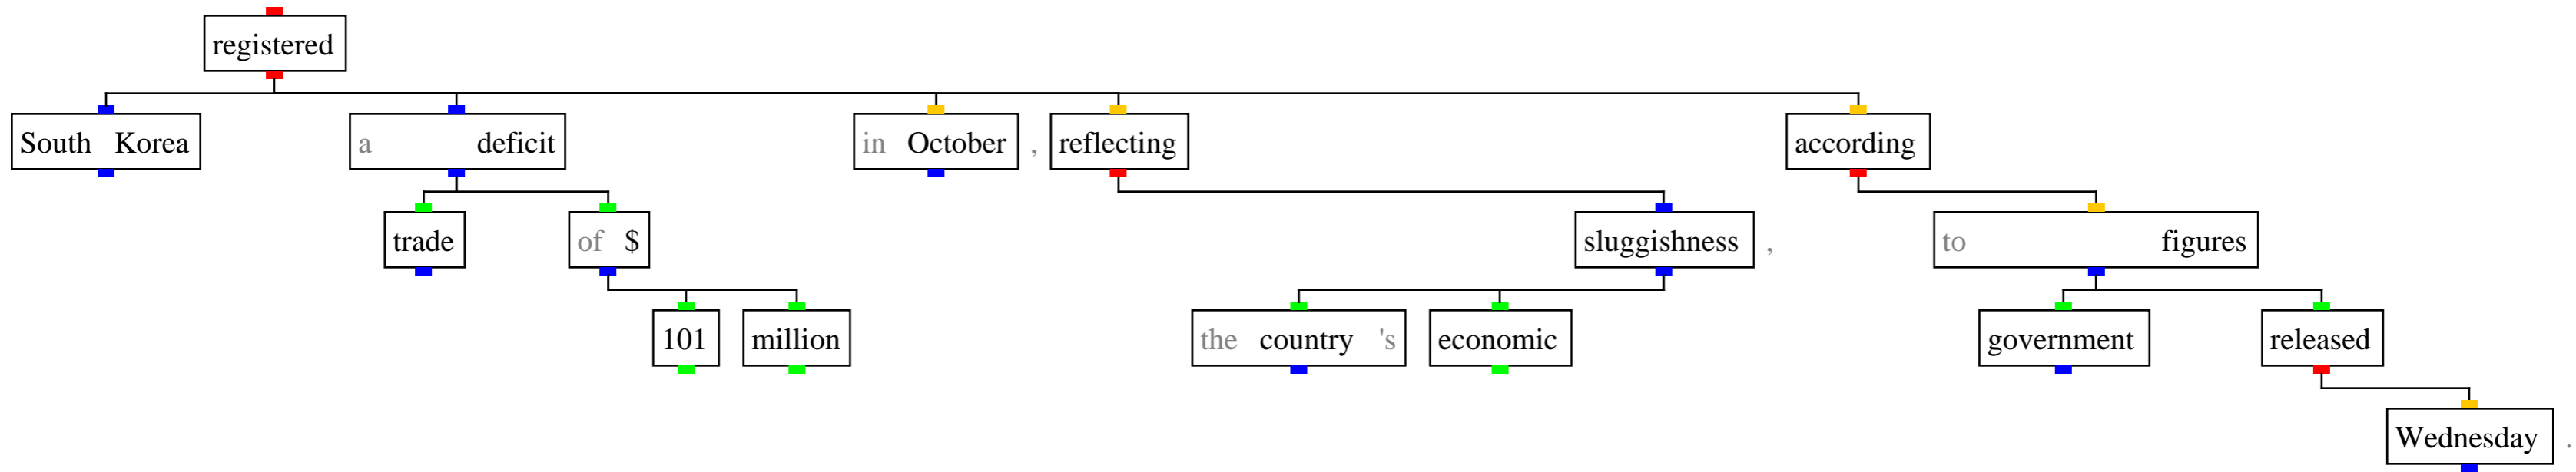 registered
South Korea a deficit in October , reflecting according
trade of $ sluggishness , to figures
101 million the country 's economic government released
Wednesday .